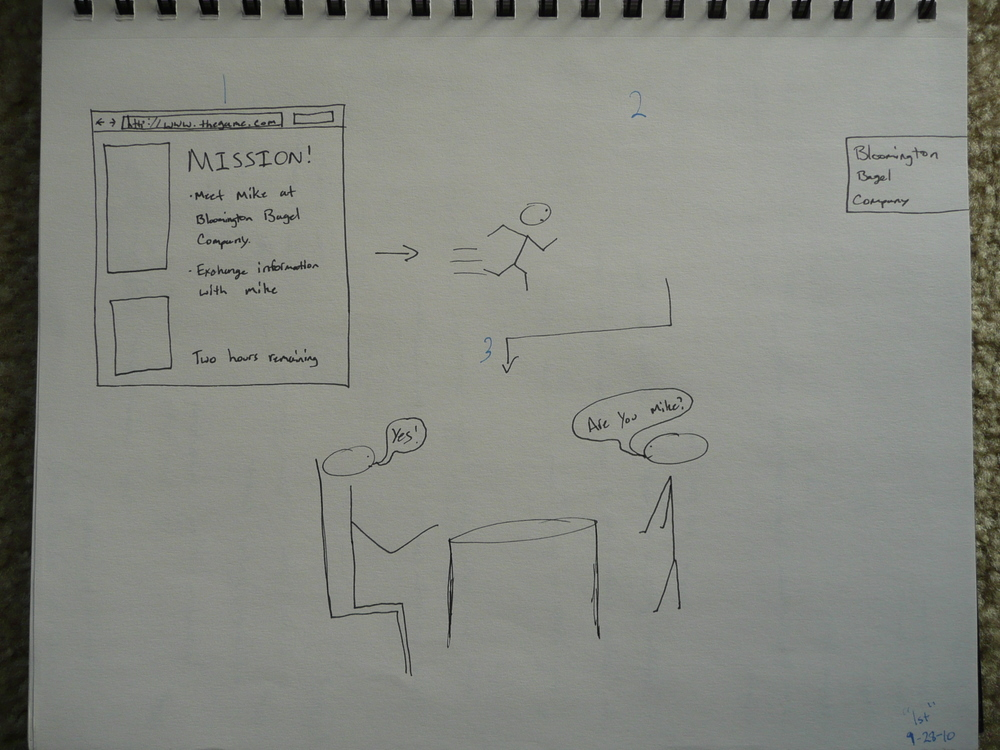 1
http://www.thegame.com
MISSION!
• Meet Mike at
Bloomington Bagel
Company.
• Exchange information
with mike
Two hours remaining
2
Bloomington
Bagel
Company
3
Yes!
Are You Mike?
"1st"
9-23-10